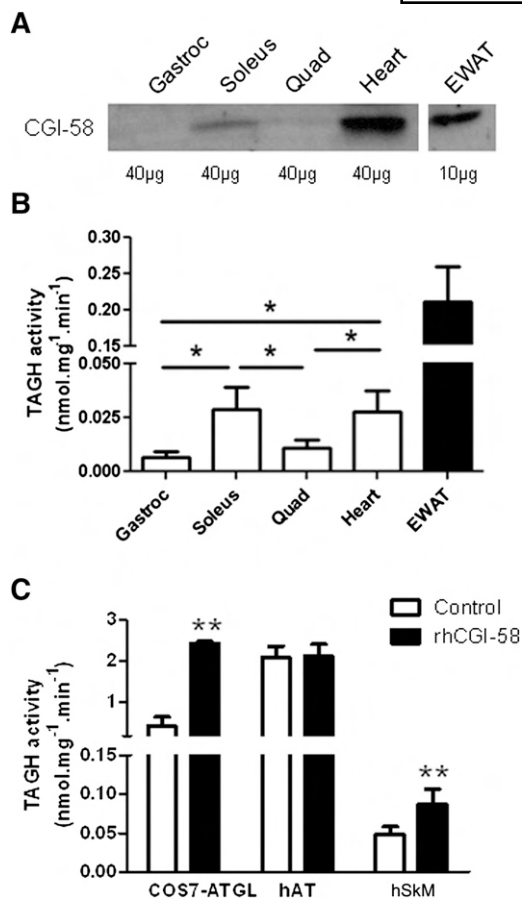 A
Gastroc Soleus Quad Heart EWAT
CGI-58
40µg 40µg 40µg 40µg 10µg
B
TAGH activity
(nmol.mg-1.min-1)
0.30
0.25
0.20
0.15
0.050
0.025
0.000
* * * *
Gastroc Soleus Quad Heart EWAT
C
TAGH activity
(nmol.mg-1.min-1)
3
2
1
0.15
0.10
0.05
0.00
** **
Control
rhCGI-58
COS7-ATGL hAT hSkM